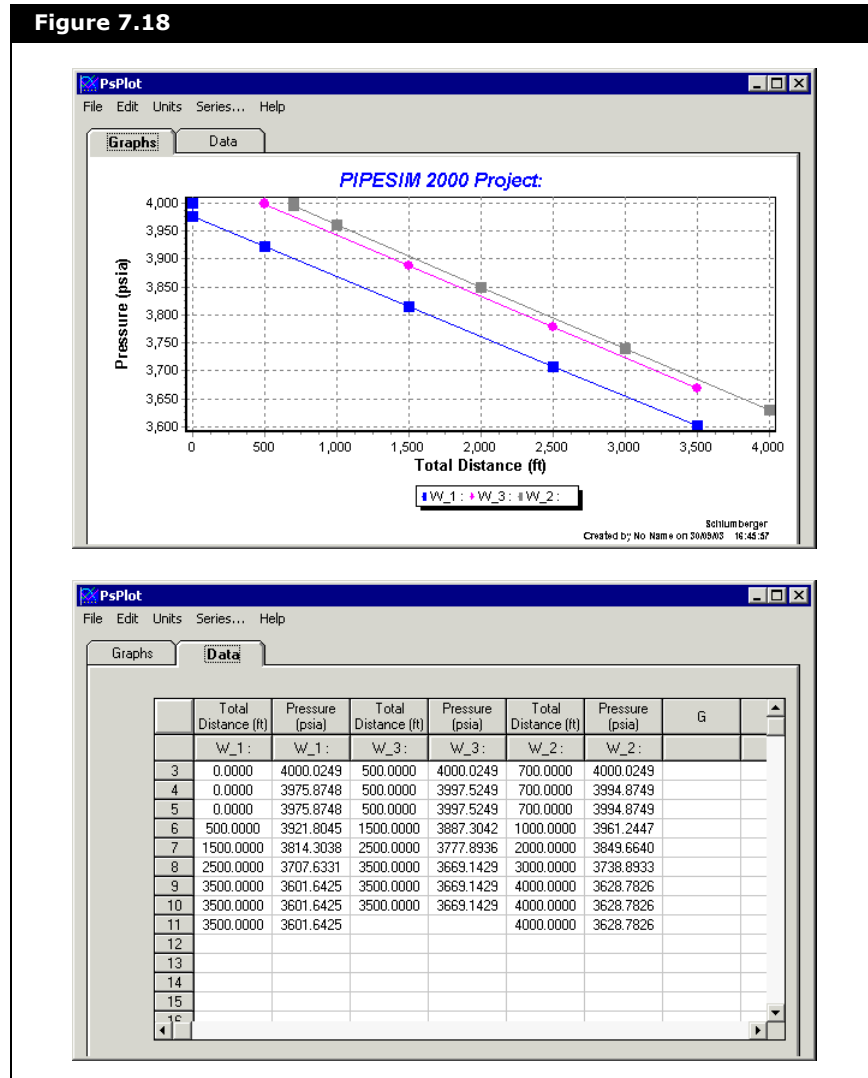 Figure 7.18
PsPlot
File Edit Units Series... Help
Graphs Data
PIPESIM 2000 Project:
Pressure (psia)
4,000
3,950
3,900
3,850
3,800
3,750
3,700
3,650
3,600
0 500 1,000 1,500 2,000 2,500 3,000 3,500 4,000
Total Distance (ft)
W_1 : W_3 : W_2 :
Schlumberger
Created by No Name on 30/09/03 16:45:57
PsPlot
File Edit Units Series... Help
Graphs Data
Total Distance (ft) Pressure (psia) Total Distance (ft) Pressure (psia) Total Distance (ft) Pressure (psia) G
W_1 : W_1 : W_3 : W_3 : W_2 : W_2 :
3 0.0000 4000.0249 500.0000 4000.0249 700.0000 4000.0249
4 0.0000 3975.8748 500.0000 3997.5249 700.0000 3994.8749
5 0.0000 3975.8748 500.0000 3997.5249 700.0000 3994.8749
6 500.0000 3921.8045 1500.0000 3887.3042 1000.0000 3961.2447
7 1500.0000 3814.3038 2500.0000 3777.8936 2000.0000 3849.6640
8 2500.0000 3707.6331 3500.0000 3669.1429 3000.0000 3738.8933
9 3500.0000 3601.6425 3500.0000 3669.1429 4000.0000 3628.7826
10 3500.0000 3601.6425 3500.0000 3669.1429 4000.0000 3628.7826
11 3500.0000 3601.6425 4000.0000 3628.7826
12
13
14
15